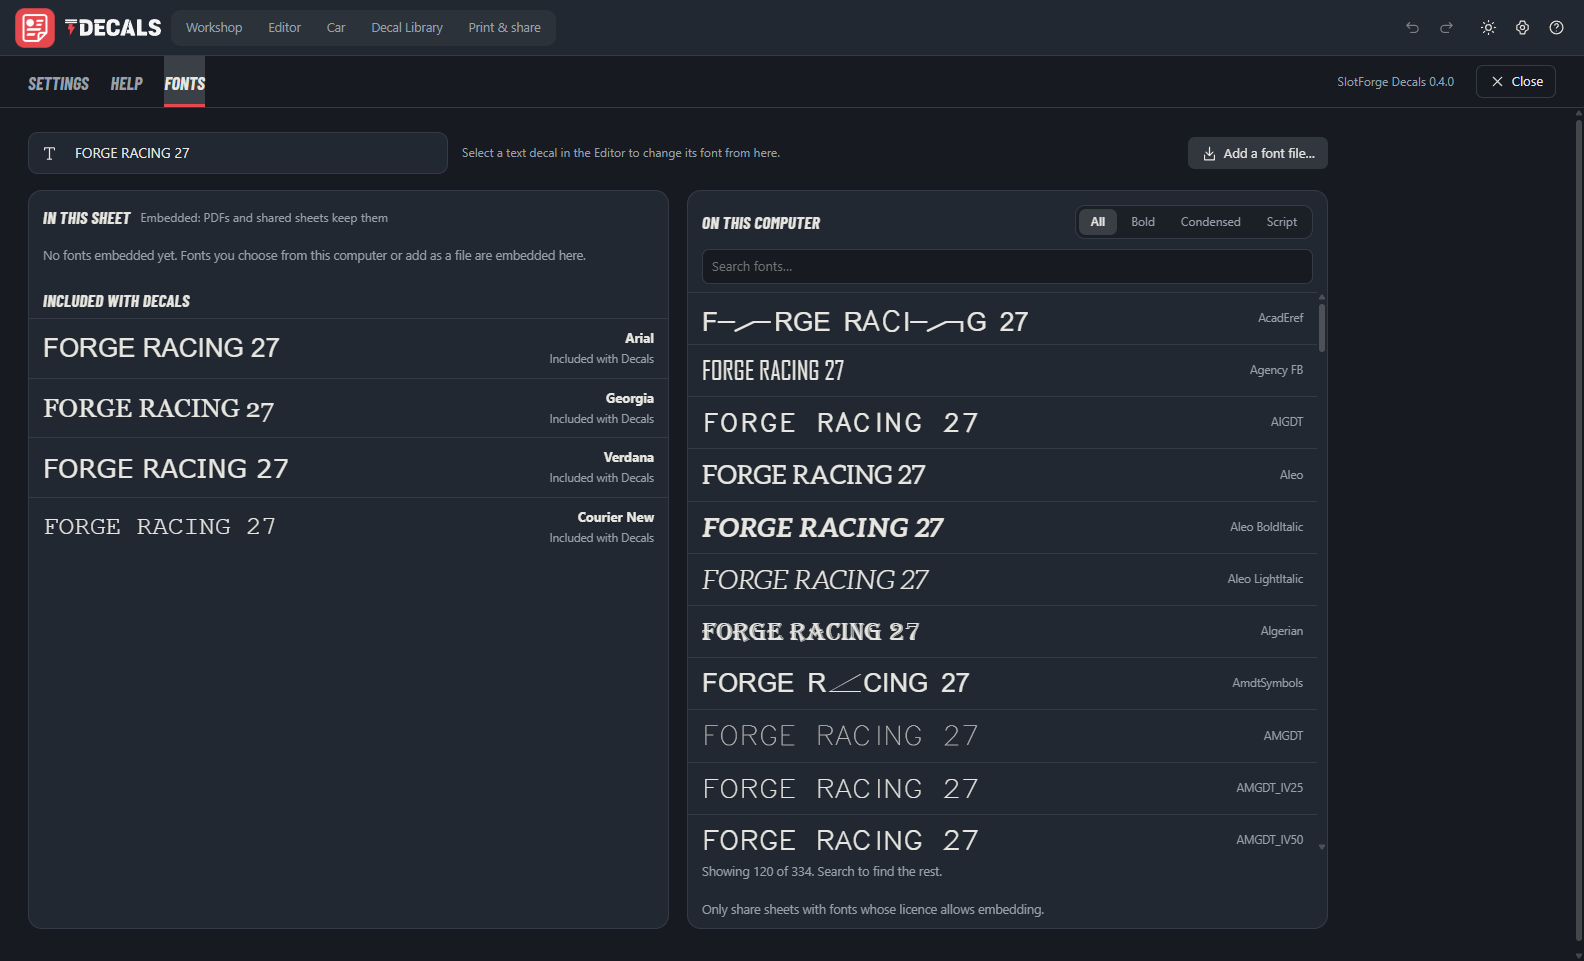 DECALS
Workshop Editor Car Decal Library Print & share
SETTINGS HELP FONTS
SlotForge Decals 0.4.0
Close
FORGE RACING 27
Select a text decal in the Editor to change its font from here.
Add a font file...
IN THIS SHEET Embedded: PDFs and shared sheets keep them
No fonts embedded yet. Fonts you choose from this computer or add as a file are embedded here.
INCLUDED WITH DECALS
FORGE RACING 27 Arial
Included with Decals
FORGE RACING 27 Georgia
Included with Decals
FORGE RACING 27 Verdana
Included with Decals
FORGE RACING 27 Courier New
Included with Decals
ON THIS COMPUTER
All Bold Condensed Script
Search fonts...
AcadEref
FORGE RACING 27 Agency FB
FORGE RACING 27 AIGDT
FORGE RACING 27 Aleo
FORGE RACING 27 Aleo BoldItalic
FORGE RACING 27 Aleo LightItalic
FORGE RACING 27 Algerian
FORGE R CING 27 AmdtSymbols
FORGE RACING 27 AMGDT
FORGE RACING 27 AMGDT_IV25
FORGE RACING 27 AMGDT_IV50
Showing 120 of 334. Search to find the rest.
Only share sheets with fonts whose licence allows embedding.